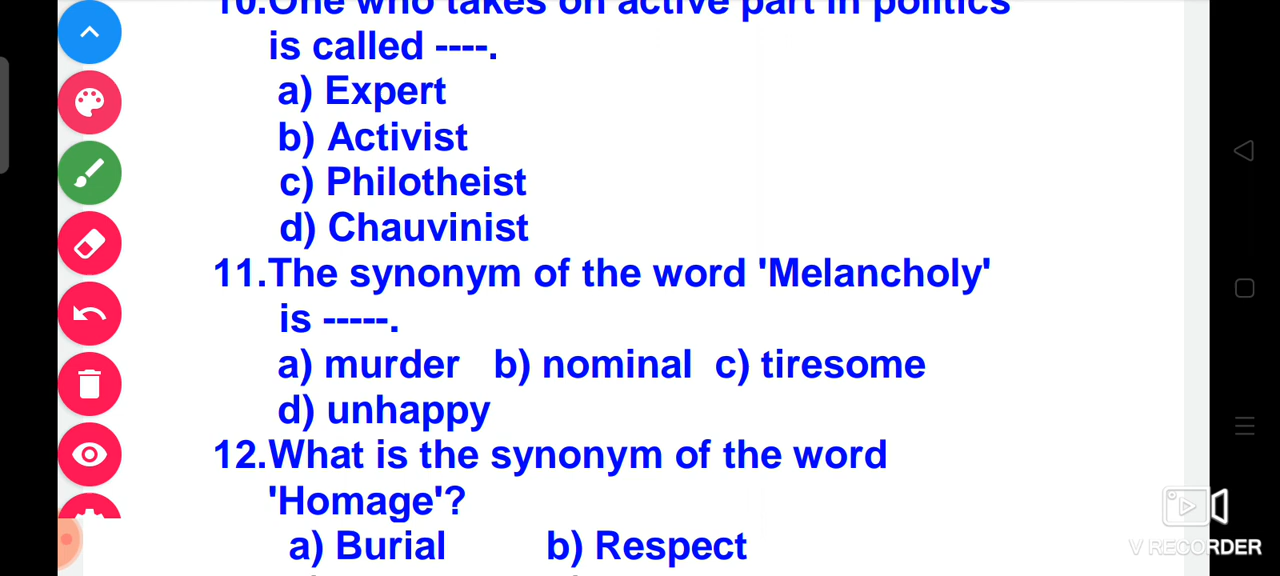 10.One who takes on active part in politics
is called ----.
a) Expert
b) Activist
c) Philotheist
d) Chauvinist
11.The synonym of the word 'Melancholy'
is -----.
a) murder b) nominal c) tiresome
d) unhappy
12.What is the synonym of the word
'Homage'?
a) Burial b) Respect
V RECORDER